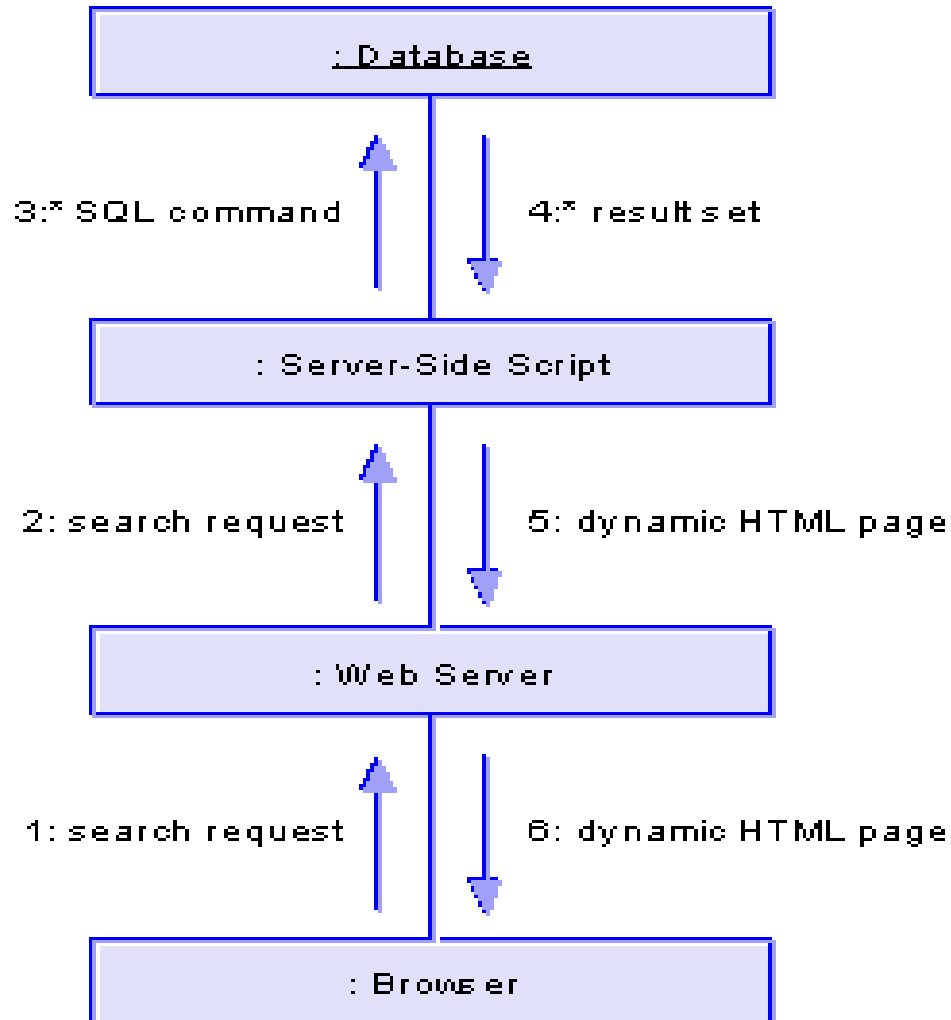 : Database
3:* SQL command
4:* result set
: Server-Side Script
2: search request
5: dynamic HTML page
: Web Server
1: search request
6: dynamic HTML page
: Browser